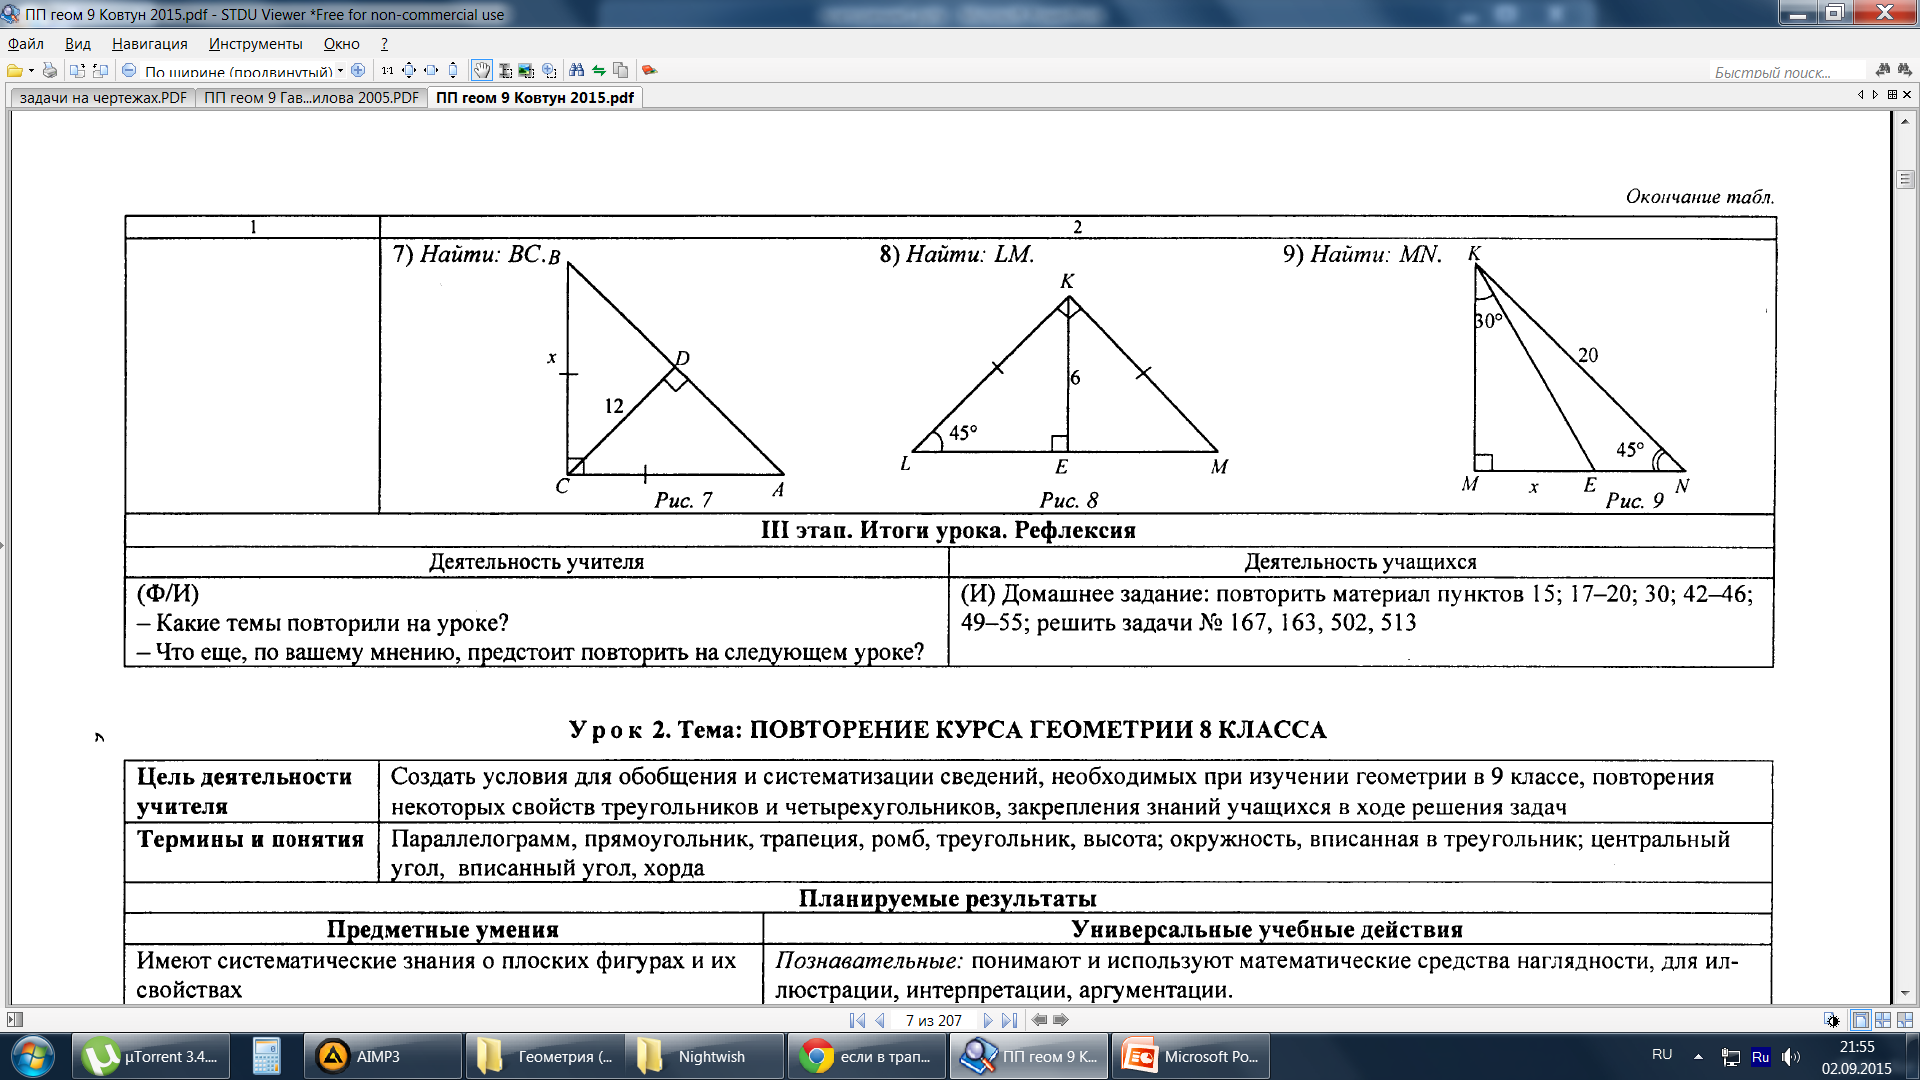 ПП геом 9 Ковтун 2015.pdf - STDU Viewer *Free for non-commercial use
Файл Вид Навигация Инструменты Окно ?
По ширине (продвинутый) 1:1 Быстрый поиск...
задачи на чертежах.PDF ПП геом 9 Гав...илова 2005.PDF ПП геом 9 Ковтун 2015.pdf
Окончание табл.
1 2
7) Найти: BC. 8) Найти: LM. 9) Найти: MN.
B x D 12 C A
Рис. 7
K 6 45° L E M
Рис. 8
K 30° 20 45° M x E N
Рис. 9
III этап. Итоги урока. Рефлексия
Деятельность учителя Деятельность учащихся
(Ф/И)
– Какие темы повторили на уроке?
– Что еще, по вашему мнению, предстоит повторить на следующем уроке?
(И) Домашнее задание: повторить материал пунктов 15; 17–20; 30; 42–46;
49–55; решить задачи № 167, 163, 502, 513
Урок 2. Тема: ПОВТОРЕНИЕ КУРСА ГЕОМЕТРИИ 8 КЛАССА
Цель деятельности
учителя
Создать условия для обобщения и систематизации сведений, необходимых при изучении геометрии в 9 классе, повторения
некоторых свойств треугольников и четырехугольников, закрепления знаний учащихся в ходе решения задач
Термины и понятия
Параллелограмм, прямоугольник, трапеция, ромб, треугольник, высота; окружность, вписанная в треугольник; центральный
угол, вписанный угол, хорда
Планируемые результаты
Предметные умения Универсальные учебные действия
Имеют систематические знания о плоских фигурах и их
свойствах
Познавательные: понимают и используют математические средства наглядности, для ил-
люстрации, интерпретации, аргументации.
7 из 207
µTorrent 3.4.... AIMP3 Геометрия (... Nightwish если в трап... ПП геом 9 К... Microsoft Po... RU Ru 21:55
02.09.2015